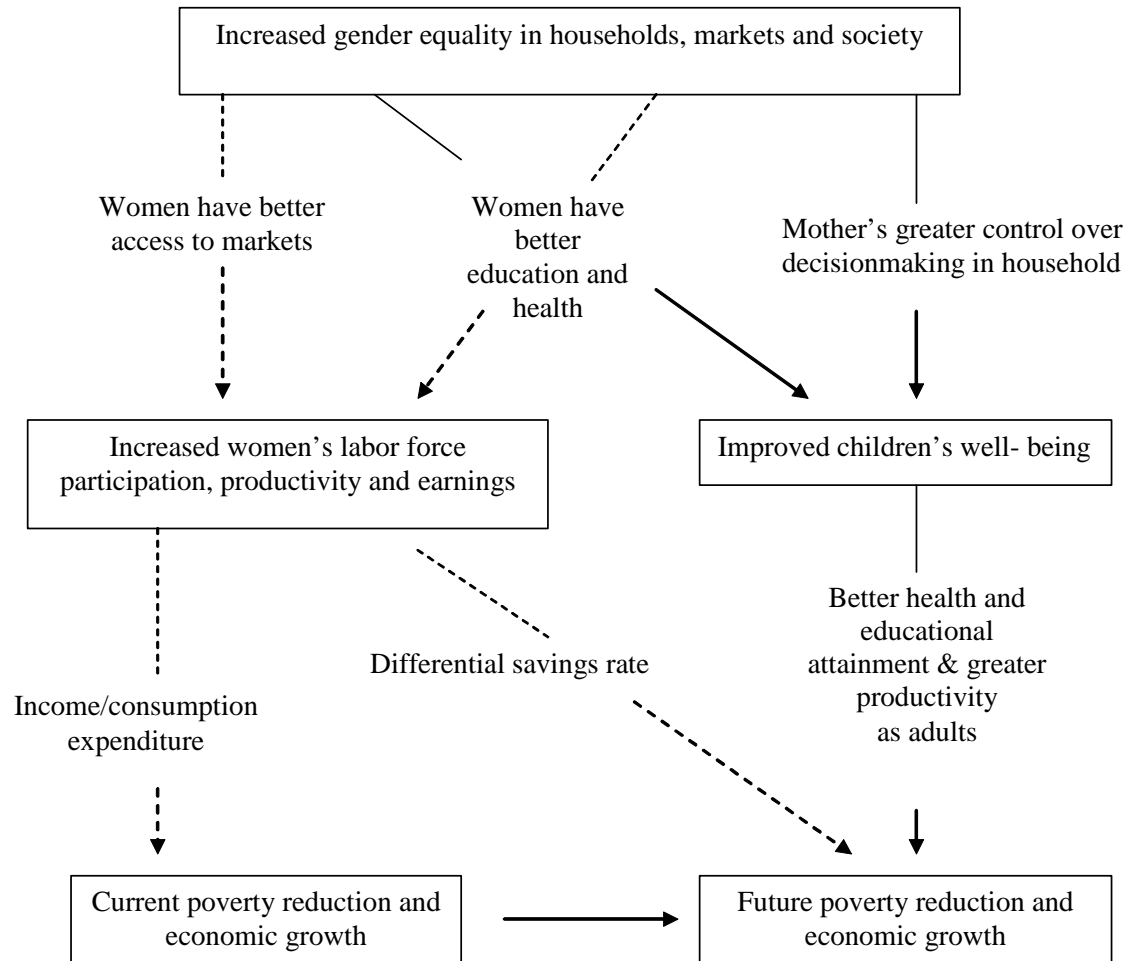 Increased gender equality in households, markets and society
Women have better
access to markets
Women have
better
education and
health
Mother’s greater control over
decisionmaking in household
Increased women’s labor force
participation, productivity and earnings
Improved children’s well- being
Differential savings rate
Better health and
educational
attainment & greater
productivity
as adults
Income/consumption
expenditure
Current poverty reduction and
economic growth
Future poverty reduction and
economic growth